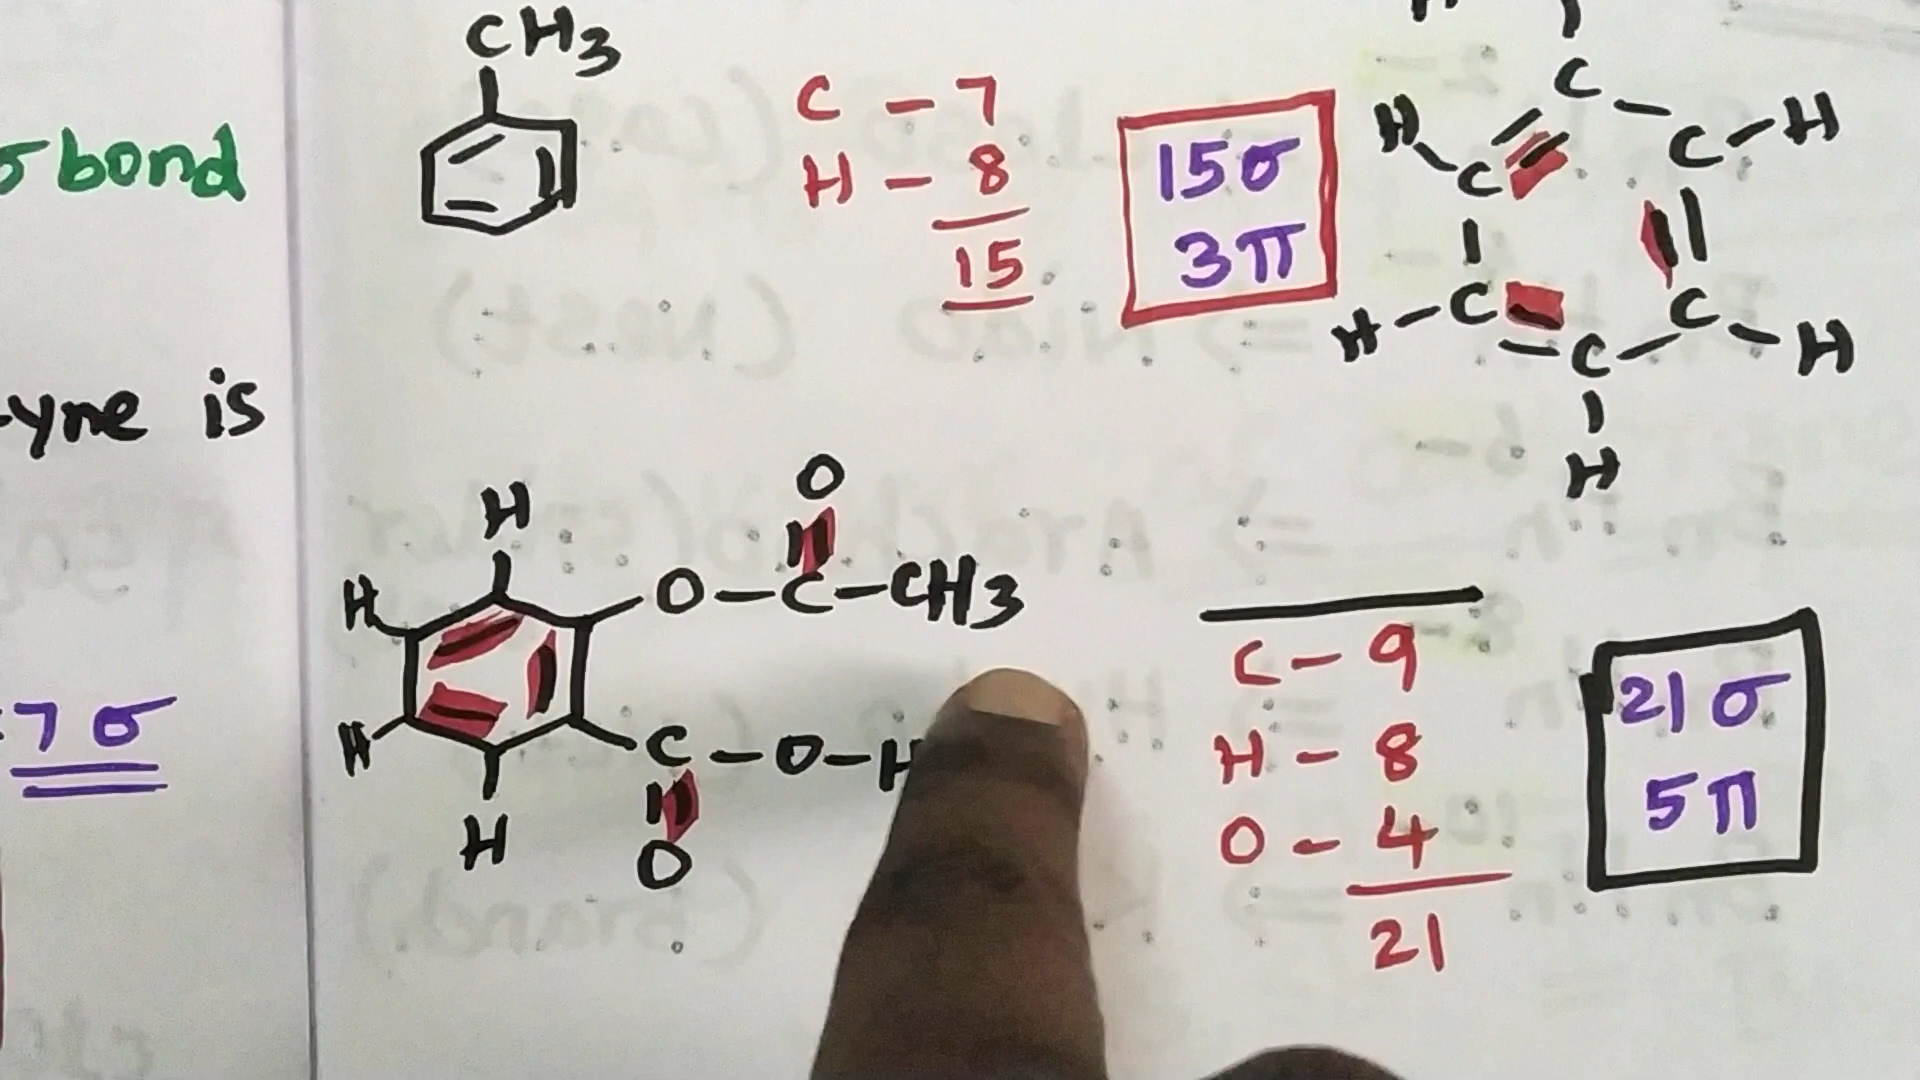 σ bond
yne is
7 σ
CH3
C - 7
H - 8
15
15σ
3π
C
H C C H
H C C H
C
H
O
H
H O-C-CH3
H C-O-H
H O
C - 9
H - 8
O - 4
21
21 σ
5 π